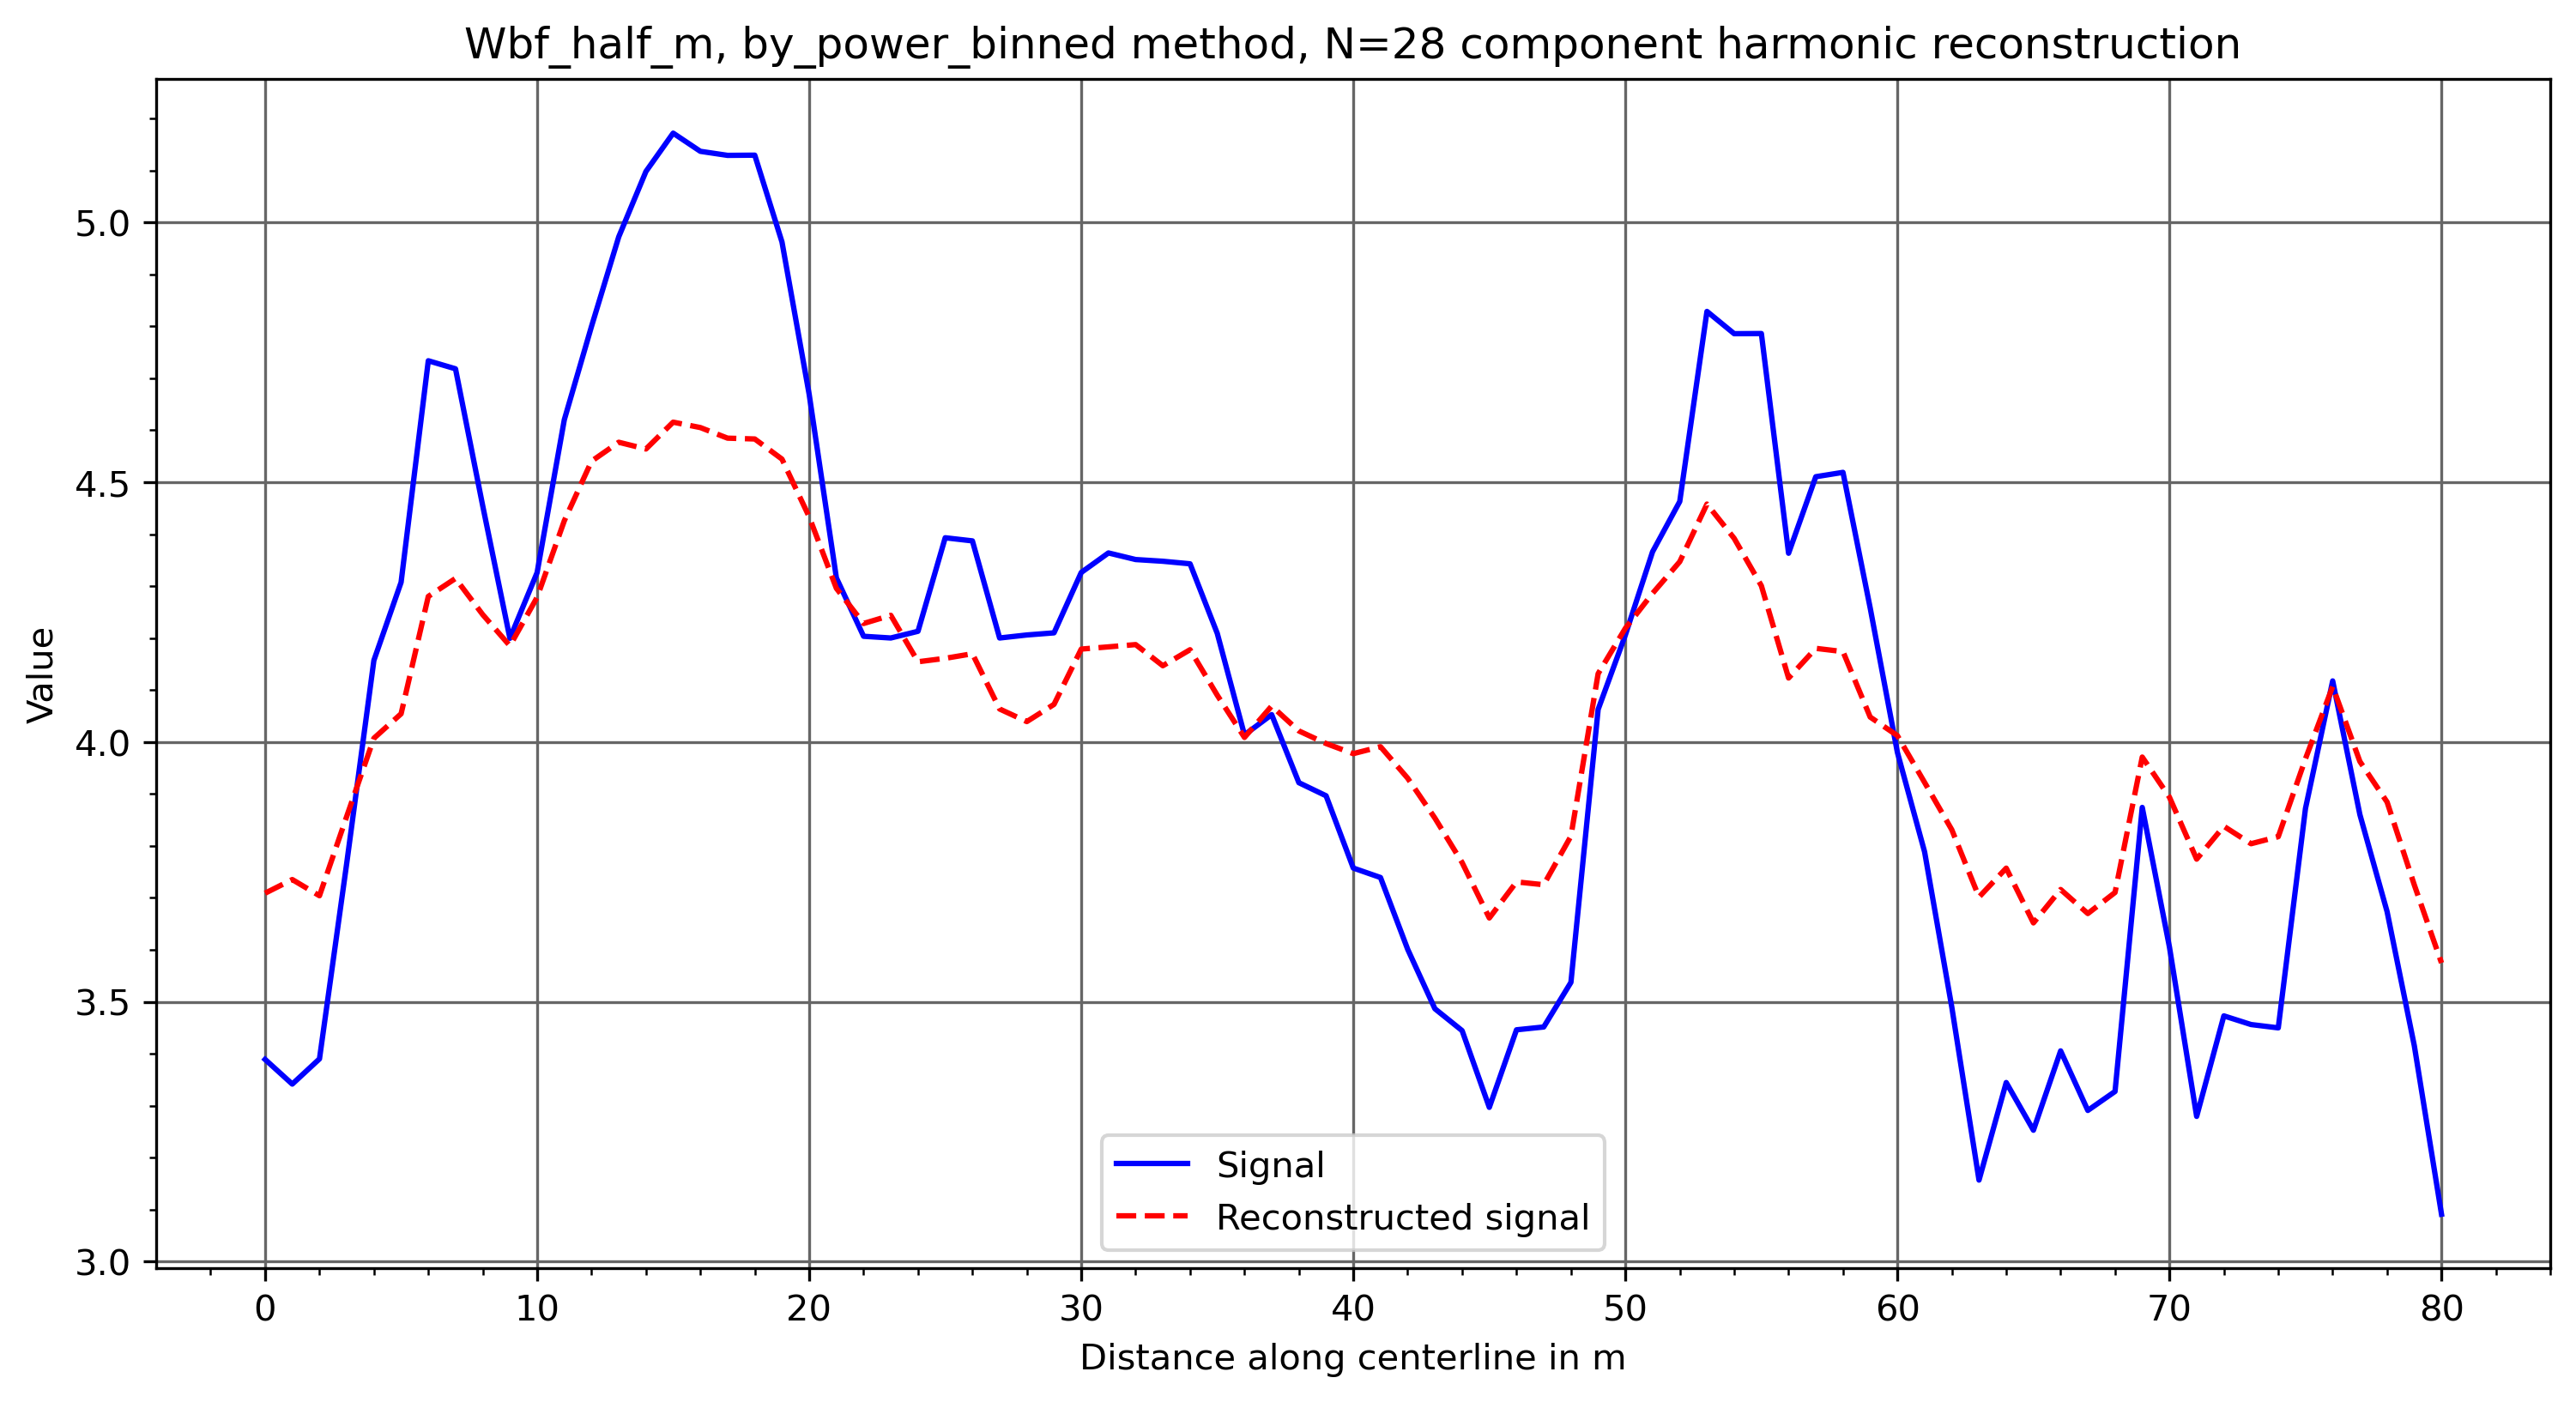 Wbf_half_m, by_power_binned method, N=28 component harmonic reconstruction
Value
5.0
4.5
4.0
3.5
3.0
Signal
Reconstructed signal
0 10 20 30 40 50 60 70 80
Distance along centerline in m